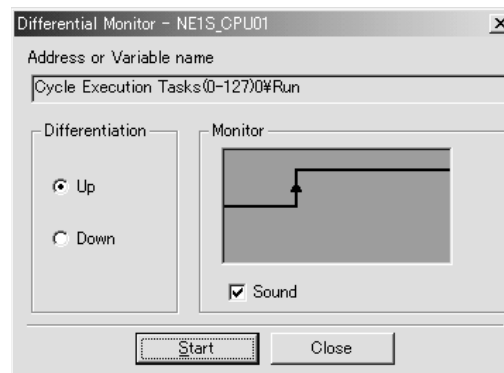 Differential Monitor - NE1S_CPU01
Address or Variable name
Cycle Execution Tasks(0-127)0¥Run
Differentiation
Monitor
Up
Down
Sound
Start
Close